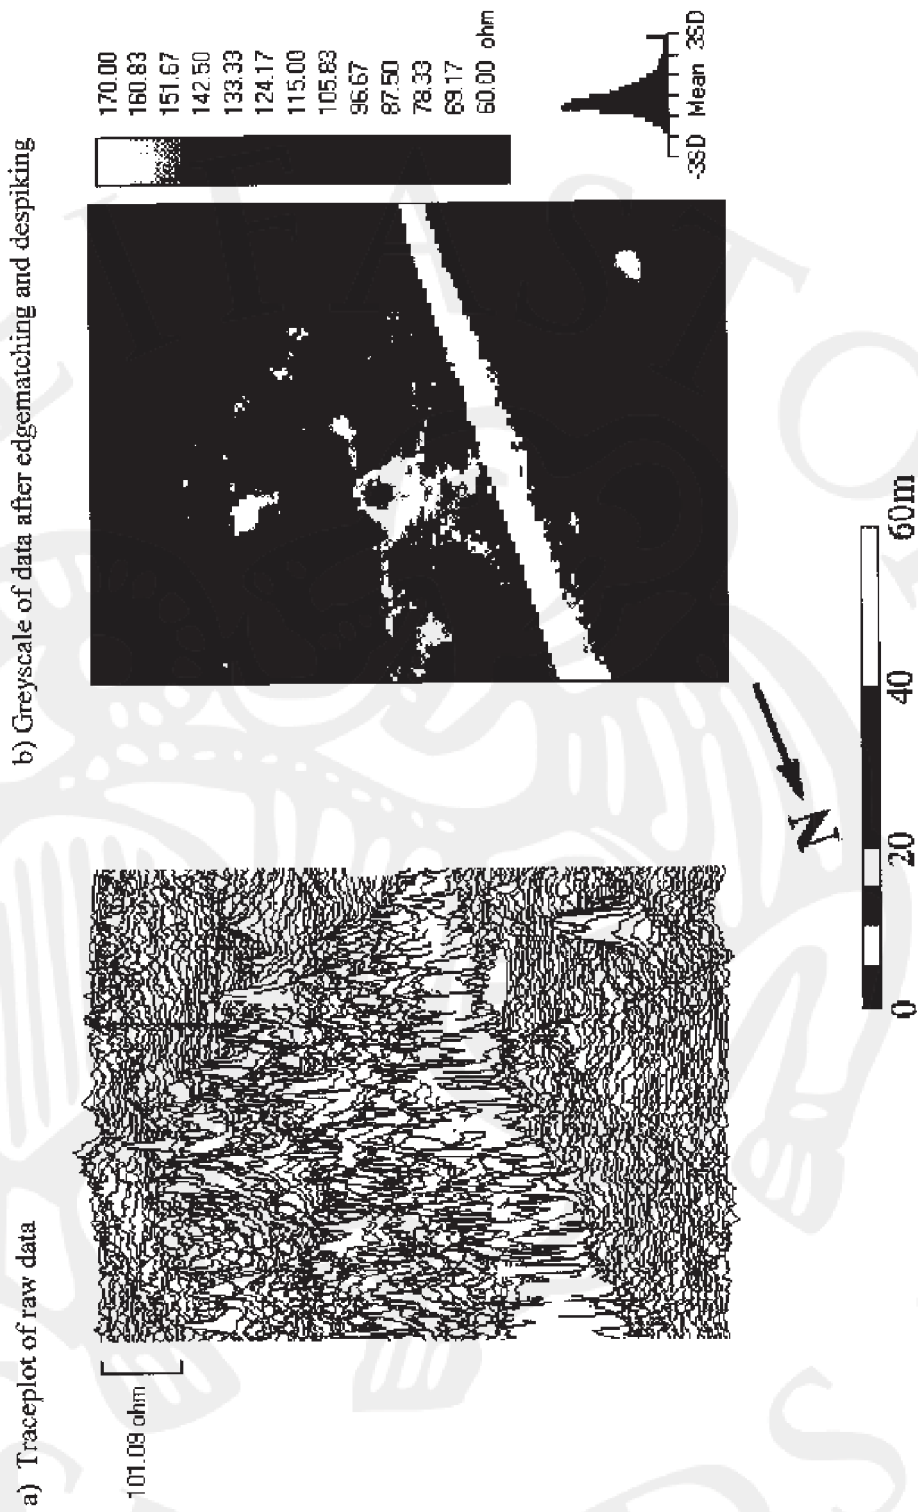 a) Traceplot of raw data
101.09 ohm
b) Greyscale of data after edgematching and despiking
170.00
160.83
151.67
142.50
133.33
124.17
115.00
105.83
96.67
87.50
78.33
69.17
60.00 ohm
-3SD Mean 3SD
N
0 20 40 60m